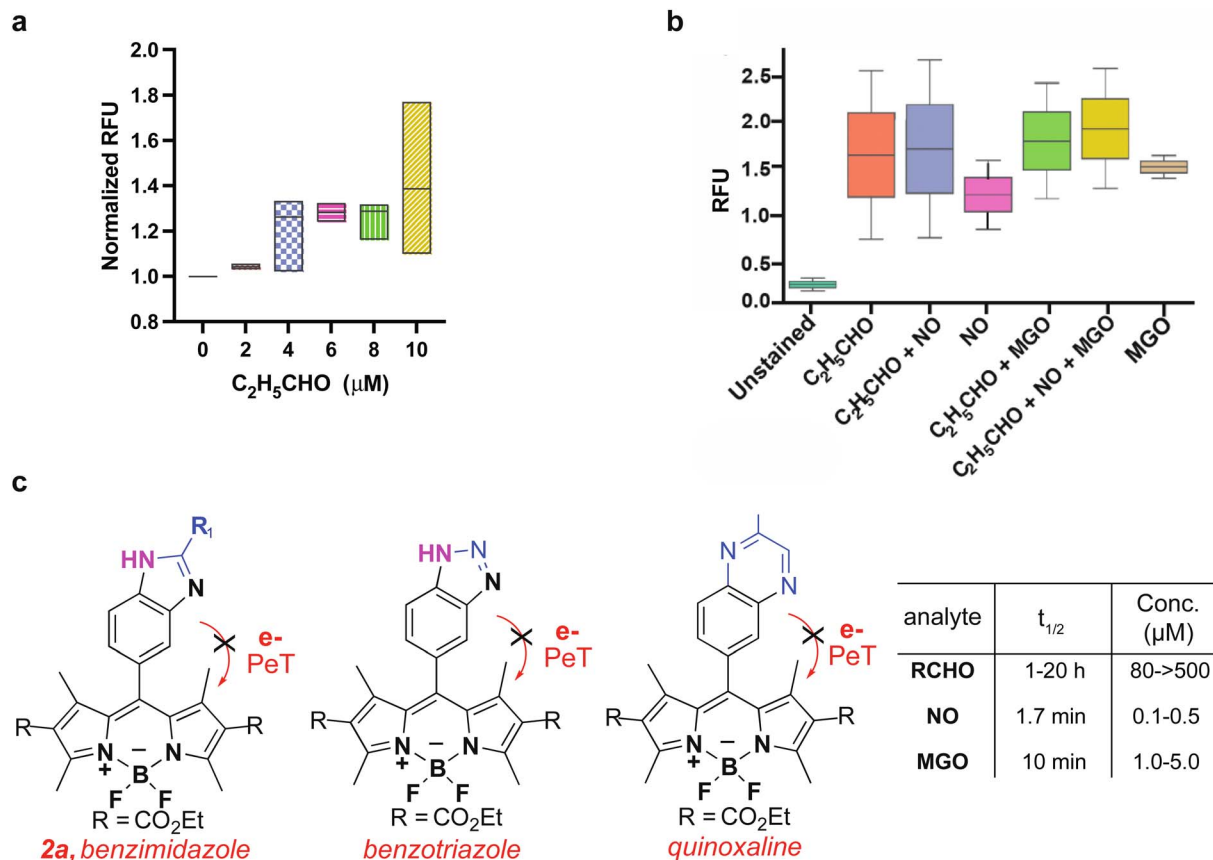 a
2.0
1.8
1.6
1.4
1.2
1.0
0.8
Normalized RFU
0 2 4 6 8 10
C₂H₅CHO (μM)
b
2.5
2.0
1.5
1.0
0.5
0.0
RFU
Unstained
C₂H₅CHO
C₂H₅CHO + NO
NO
C₂H₅CHO + MGO
C₂H₅CHO + NO + MGO
MGO
c
R₁
HN
N
e-
PeT
R
R
N
N
+
−
B
F F
R = CO₂Et
2a, benzimidazole
HN N
N
e-
PeT
R
R
N
N
+
−
B
F F
R = CO₂Et
benzotriazole
N
N
e-
PeT
R
R
N
N
+
−
B
F F
R = CO₂Et
quinoxaline
analyte t₁/₂ Conc. (μM)
RCHO 1-20 h 80->500
NO 1.7 min 0.1-0.5
MGO 10 min 1.0-5.0